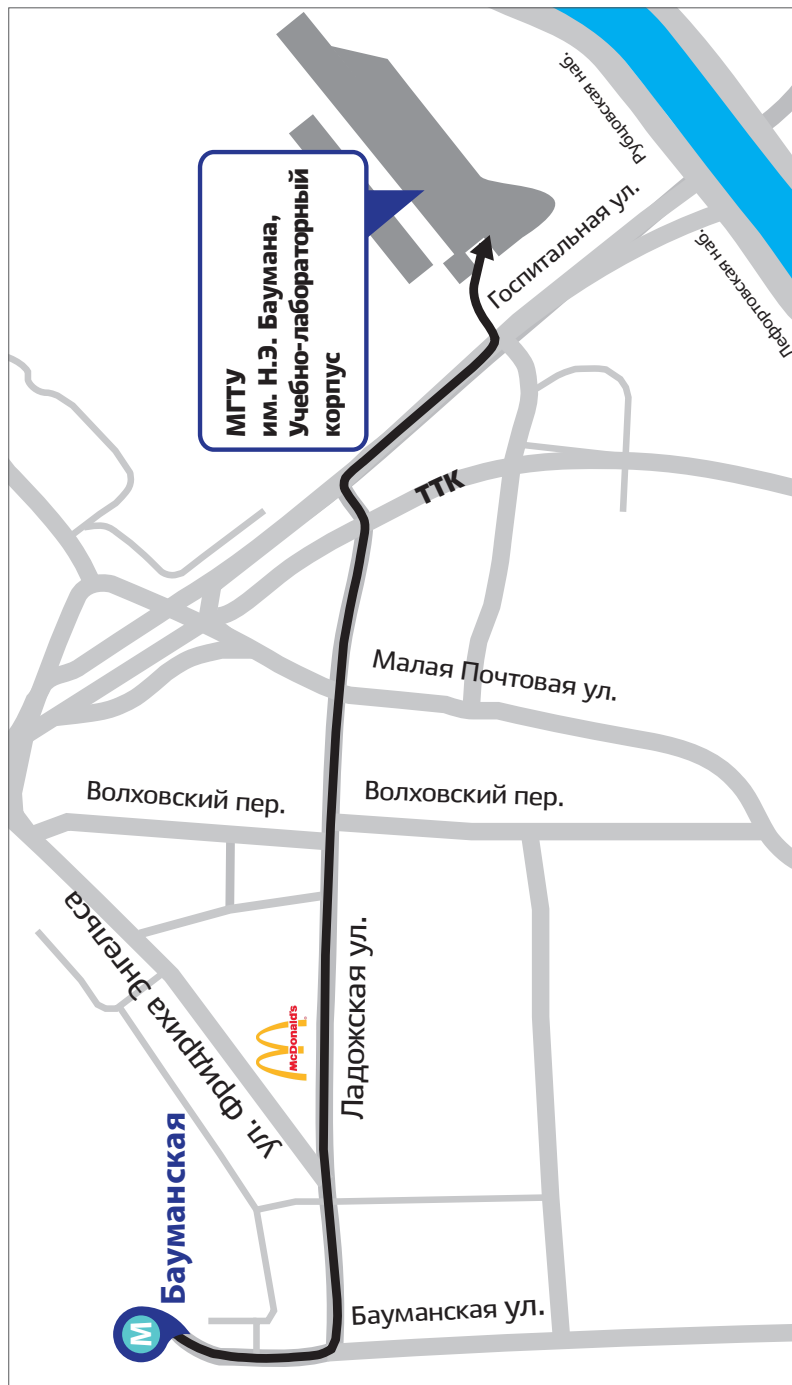 МГТУ
им. Н.Э. Баумана,
Учебно-лабораторный
корпус
Рубцовская наб.
Госпитальная ул.
Лефортовская наб.
ТТК
Малая Почтовая ул.
Волховский пер.
Волховский пер.
ул. Фридриха Энгельса
McDonald's
Ладожская ул.
М
Бауманская
Бауманская ул.